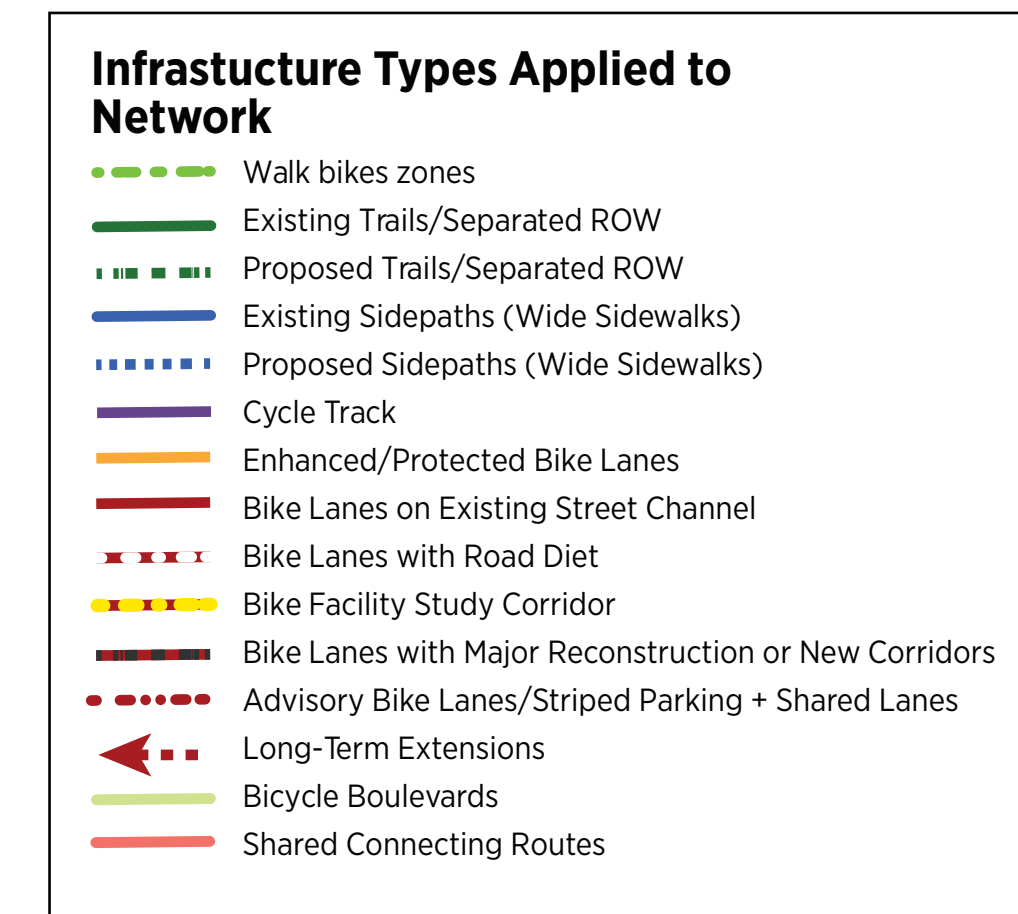 Infrastucture Types Applied to
Network
Walk bikes zones
Existing Trails/Separated ROW
Proposed Trails/Separated ROW
Existing Sidepaths (Wide Sidewalks)
Proposed Sidepaths (Wide Sidewalks)
Cycle Track
Enhanced/Protected Bike Lanes
Bike Lanes on Existing Street Channel
Bike Lanes with Road Diet
Bike Facility Study Corridor
Bike Lanes with Major Reconstruction or New Corridors
Advisory Bike Lanes/Striped Parking + Shared Lanes
Long-Term Extensions
Bicycle Boulevards
Shared Connecting Routes